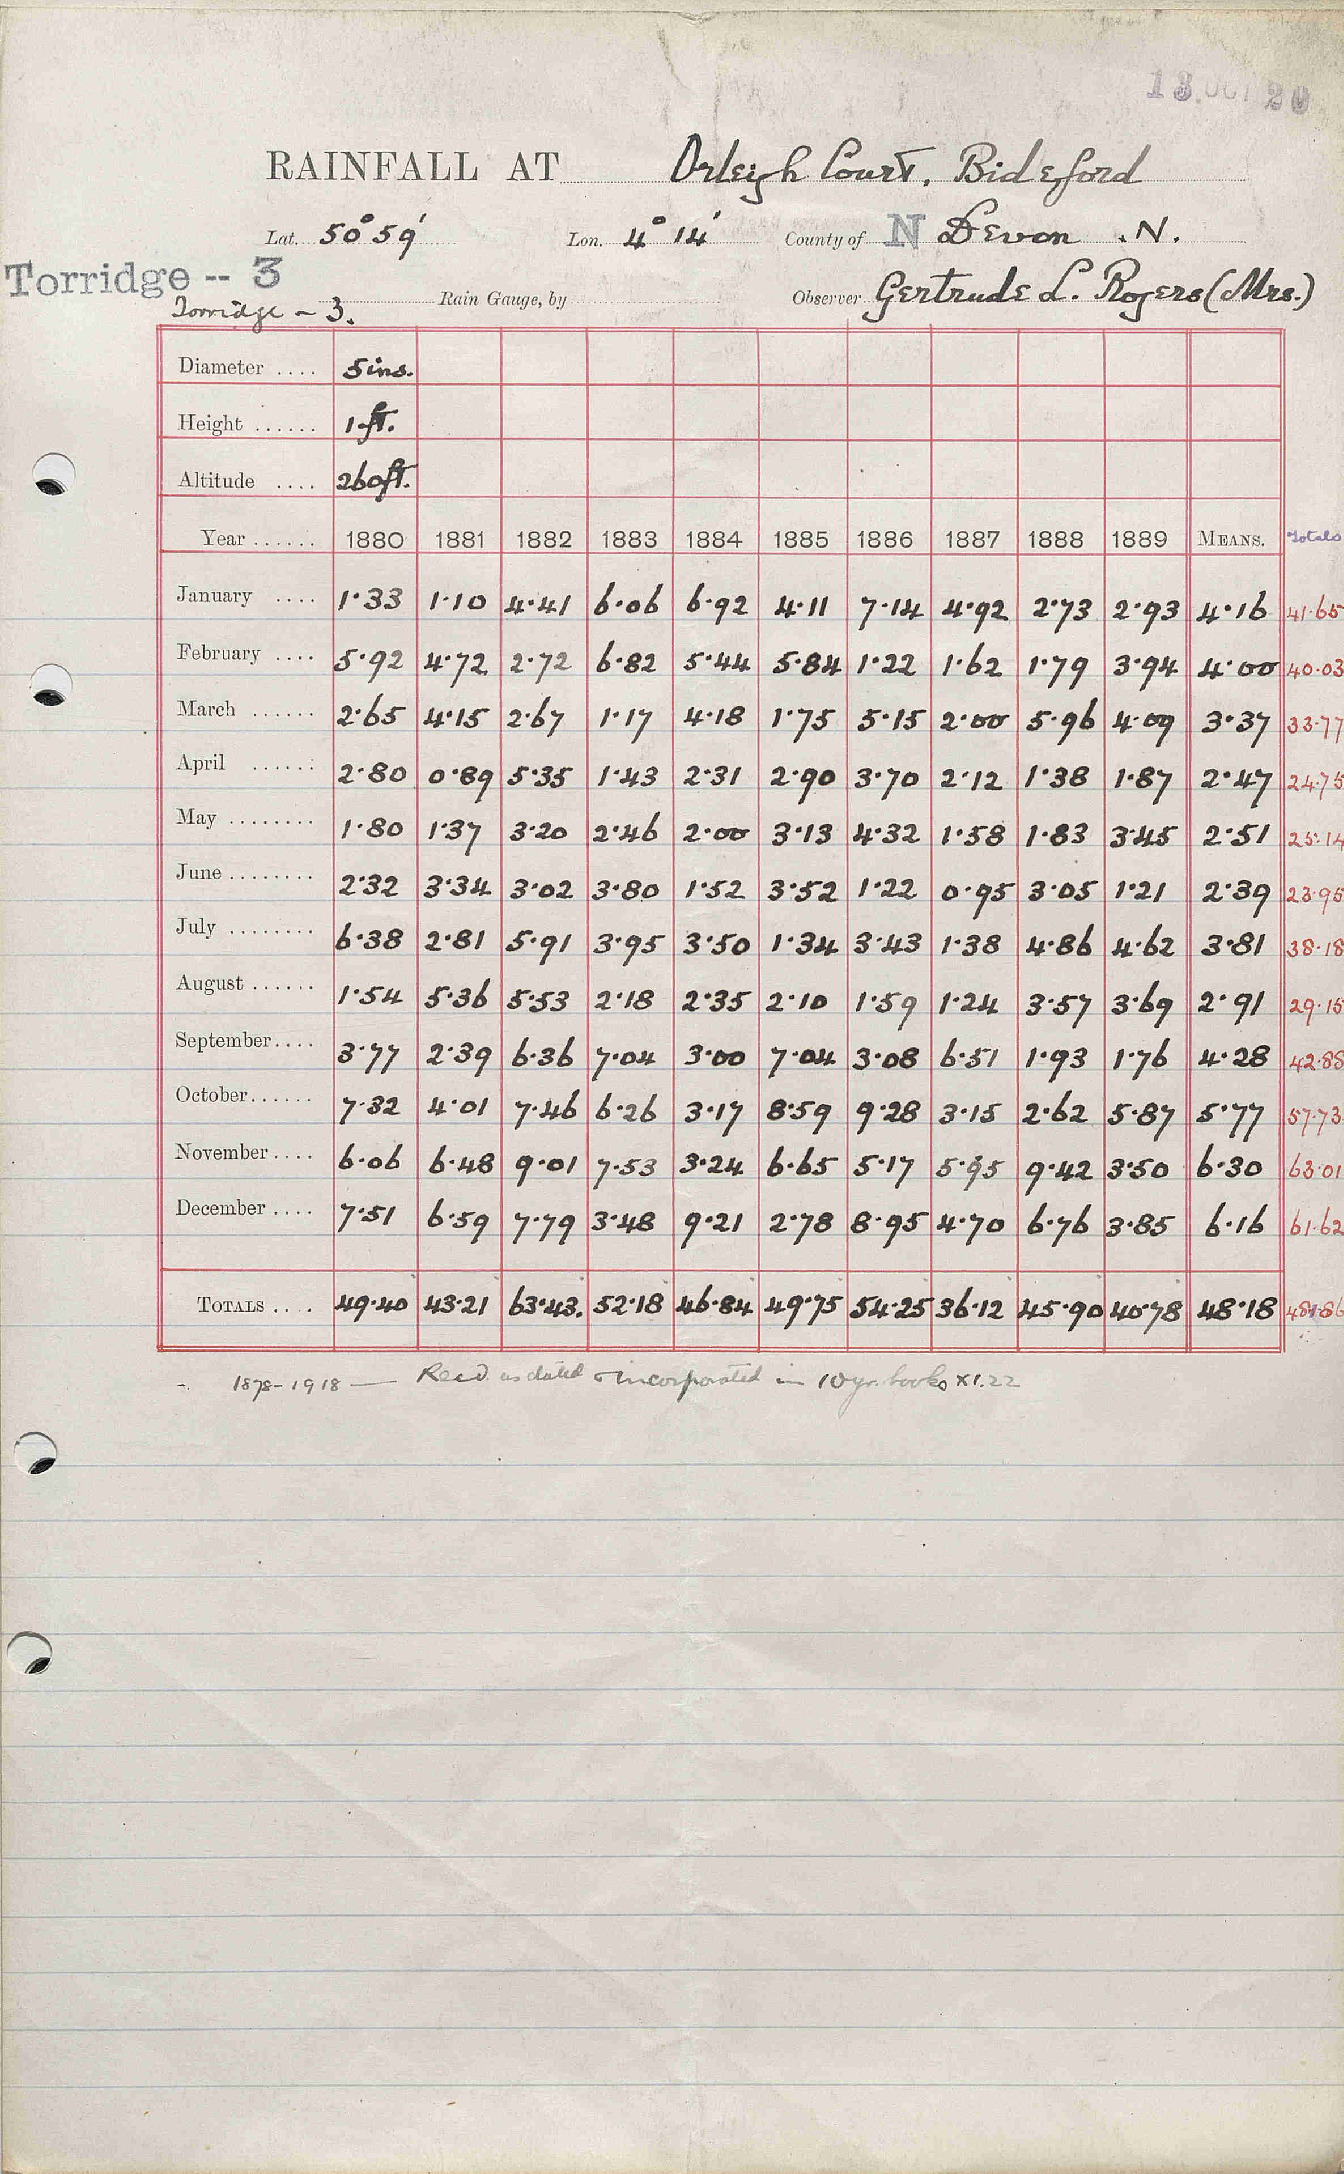 13 OCT 20
RAINFALL AT Orleigh Court, Bideford
Lat. 50° 59' Lon. 4° 14' County of N Devon . N.
Torridge -- 3
Torridge - 3. Rain Gauge, by Observer Gertrude L. Rogers (Mrs.)
Diameter .... 5 ins.
Height ...... 1 ft.
Altitude .... 260 ft.
Year ...... 1880 1881 1882 1883 1884 1885 1886 1887 1888 1889 MEANS. Totals
January .... 1.33 1.10 4.41 6.06 6.92 4.11 7.14 4.92 2.73 2.93 4.16 41.65
February .... 5.92 4.72 2.72 6.82 5.44 5.84 1.22 1.62 1.79 3.94 4.00 40.03
March ...... 2.65 4.15 2.67 1.17 4.18 1.75 5.15 2.00 5.96 4.09 3.37 33.77
April ...... 2.80 0.89 5.35 1.43 2.31 2.90 3.70 2.12 1.38 1.87 2.47 24.75
May ........ 1.80 1.37 3.20 2.46 2.00 3.13 4.32 1.58 1.83 3.45 2.51 25.14
June ........ 2.32 3.34 3.02 3.80 1.52 3.52 1.22 0.95 3.05 1.21 2.39 23.95
July ........ 6.38 2.81 5.91 3.95 3.50 1.34 3.43 1.38 4.86 4.62 3.81 38.18
August ...... 1.54 5.36 5.53 2.18 2.35 2.10 1.59 1.24 3.57 3.69 2.91 29.15
September .... 3.77 2.39 6.36 7.04 3.00 7.04 3.08 6.51 1.93 1.76 4.28 42.88
October ...... 7.32 4.01 7.46 6.26 3.17 8.59 9.28 3.15 2.62 5.87 5.77 57.73
November .... 6.06 6.48 9.01 7.53 3.24 6.65 5.17 5.95 9.42 3.50 6.30 63.01
December .... 7.51 6.59 7.79 3.48 9.21 2.78 8.95 4.70 6.76 3.85 6.16 61.62
TOTALS .... 49.40 43.21 63.43. 52.18 46.84 49.75 54.25 36.12 45.90 40.78 48.18 481.86
1878-1918 — Recd. as dated & incorporated in 10 yr. books X1.22